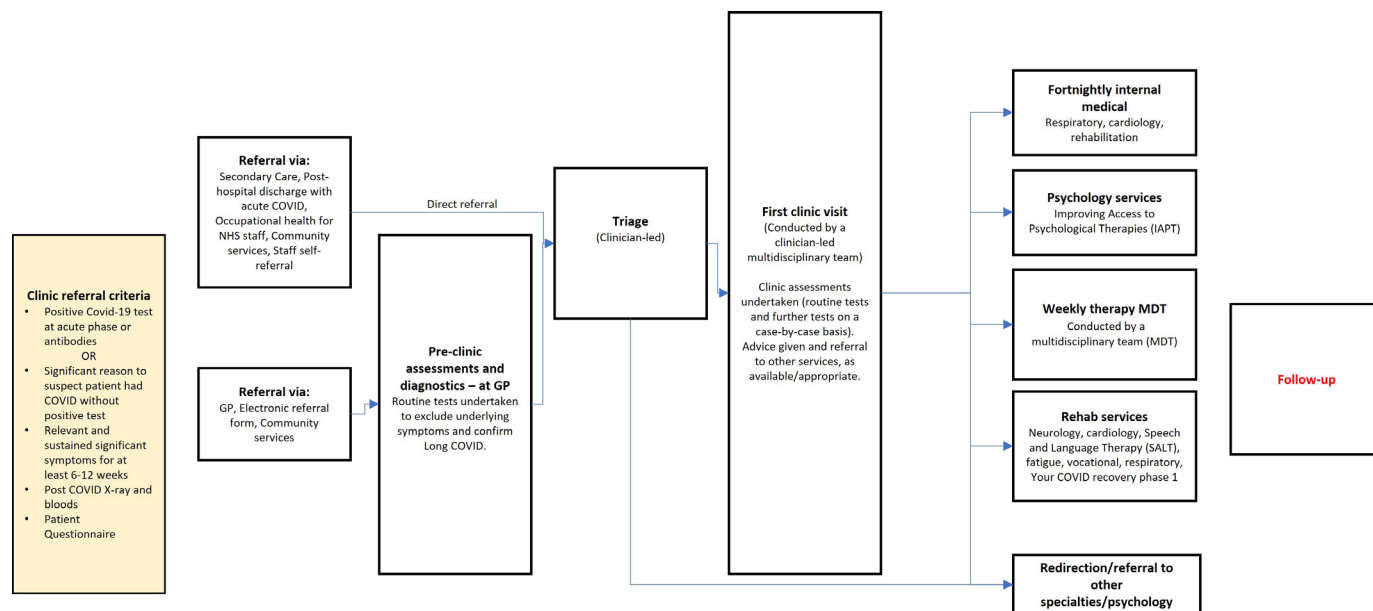 Clinic referral criteria
• Positive Covid-19 test
at acute phase or
antibodies
OR
• Significant reason to
suspect patient had
COVID without
positive test
• Relevant and
sustained significant
symptoms for at
least 6-12 weeks
• Post COVID X-ray and
bloods
• Patient
Questionnaire
Referral via:
Secondary Care, Post-
hospital discharge with
acute COVID,
Occupational health for
NHS staff, Community
services, Staff self-
referral
Referral via:
GP, Electronic referral
form, Community
services
Direct referral
Pre-clinic
assessments and
diagnostics – at GP
Routine tests undertaken
to exclude underlying
symptoms and confirm
Long COVID.
Triage
(Clinician-led)
First clinic visit
(Conducted by a
clinician-led
multidisciplinary team)
Clinic assessments
undertaken (routine tests
and further tests on a
case-by-case basis).
Advice given and referral
to other services, as
available/appropriate.
Fortnightly internal
medical
Respiratory, cardiology,
rehabilitation
Psychology services
Improving Access to
Psychological Therapies (IAPT)
Weekly therapy MDT
Conducted by a
multidisciplinary team (MDT)
Rehab services
Neurology, cardiology, Speech
and Language Therapy (SALT),
fatigue, vocational, respiratory,
Your COVID recovery phase 1
Redirection/referral to
other
specialties/psychology
Follow-up